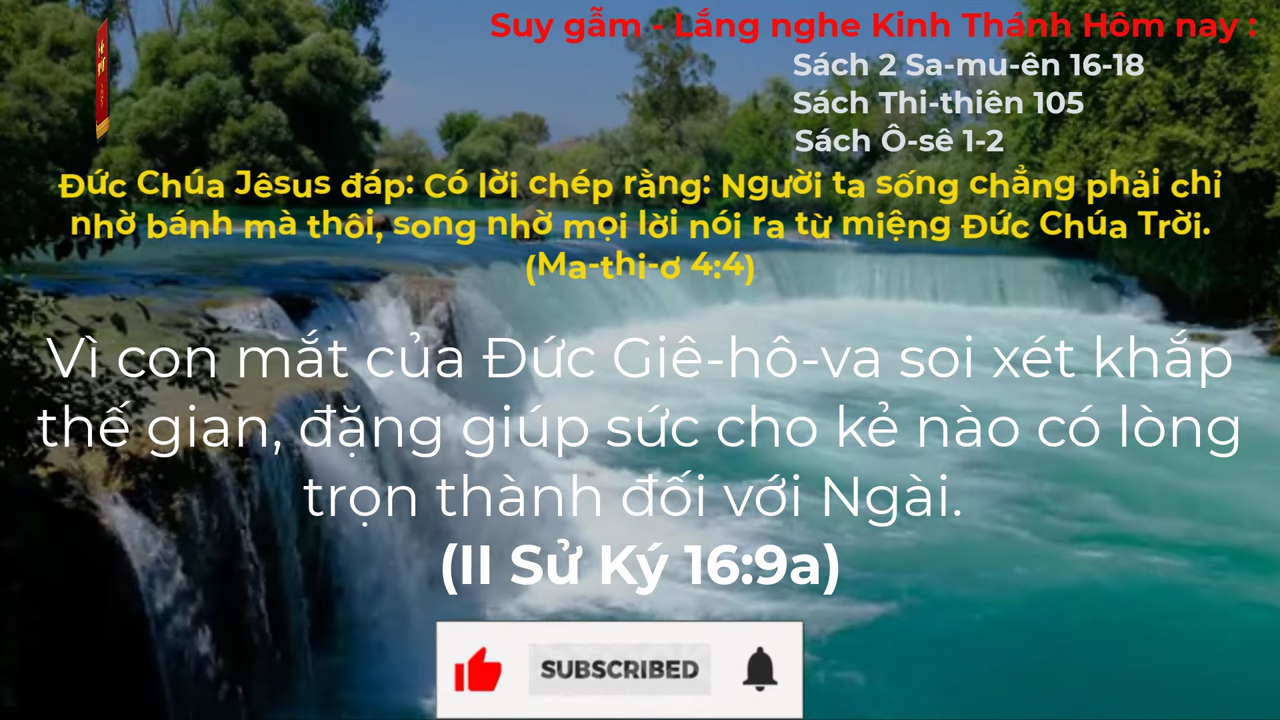 Suy gẫm - Lắng nghe Kinh Thánh Hôm nay :
Sách 2 Sa-mu-ên 16-18
Sách Thi-thiên 105
Sách Ô-sê 1-2
Đức Chúa Jêsus đáp: Có lời chép rằng: Người ta sống chẳng phải chỉ
nhờ bánh mà thôi, song nhờ mọi lời nói ra từ miệng Đức Chúa Trời.
(Ma-thi-ơ 4:4)
Vì con mắt của Đức Giê-hô-va soi xét khắp
thế gian, đặng giúp sức cho kẻ nào có lòng
trọn thành đối với Ngài.
(II Sử Ký 16:9a)
SUBSCRIBED